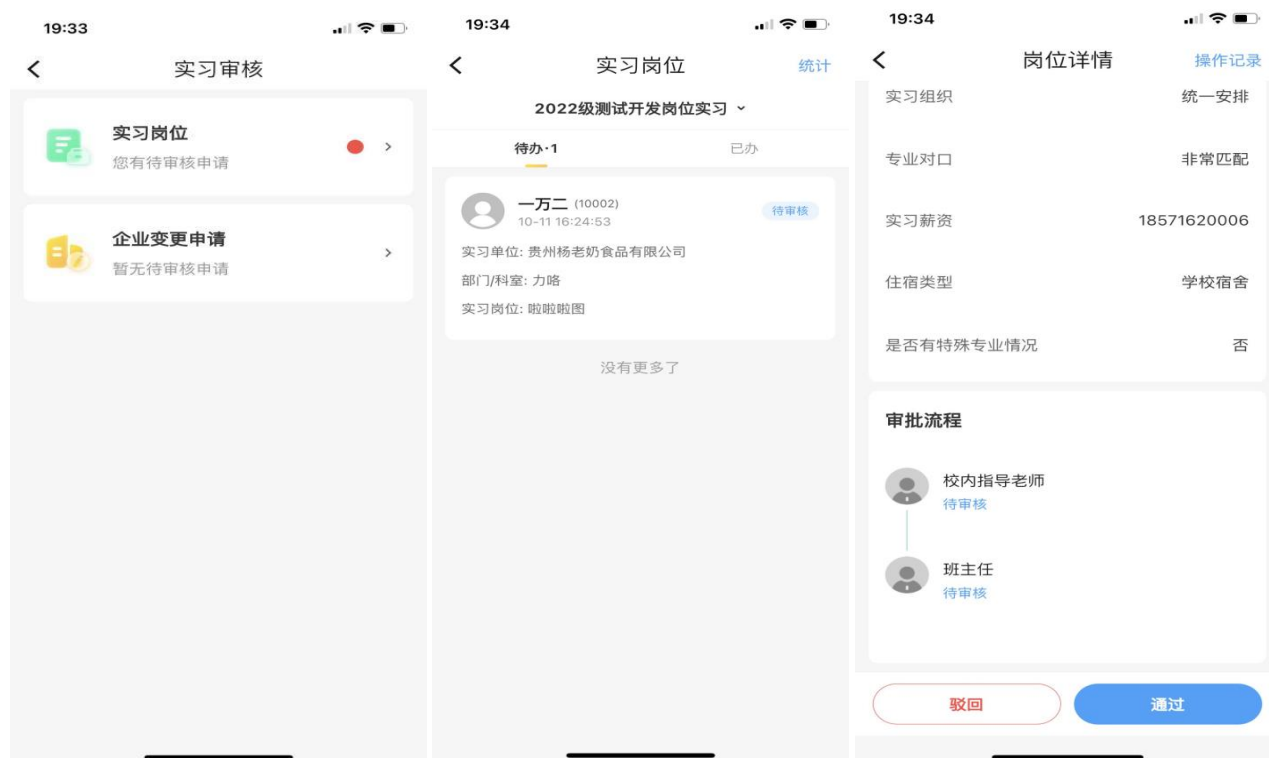 19:33
实习审核
实习岗位
您有待审核申请
企业变更申请
暂无待审核申请
19:34
实习岗位
统计
2022级测试开发岗位实习
待办·1
已办
一万二 (10002)
10-11 16:24:53
待审核
实习单位: 贵州杨老奶食品有限公司
部门/科室: 力咯
实习岗位: 啦啦啦图
没有更多了
19:34
岗位详情
操作记录
实习组织 统一安排
专业对口 非常匹配
实习薪资 18571620006
住宿类型 学校宿舍
是否有特殊专业情况 否
审批流程
校内指导老师
待审核
班主任
待审核
驳回
通过